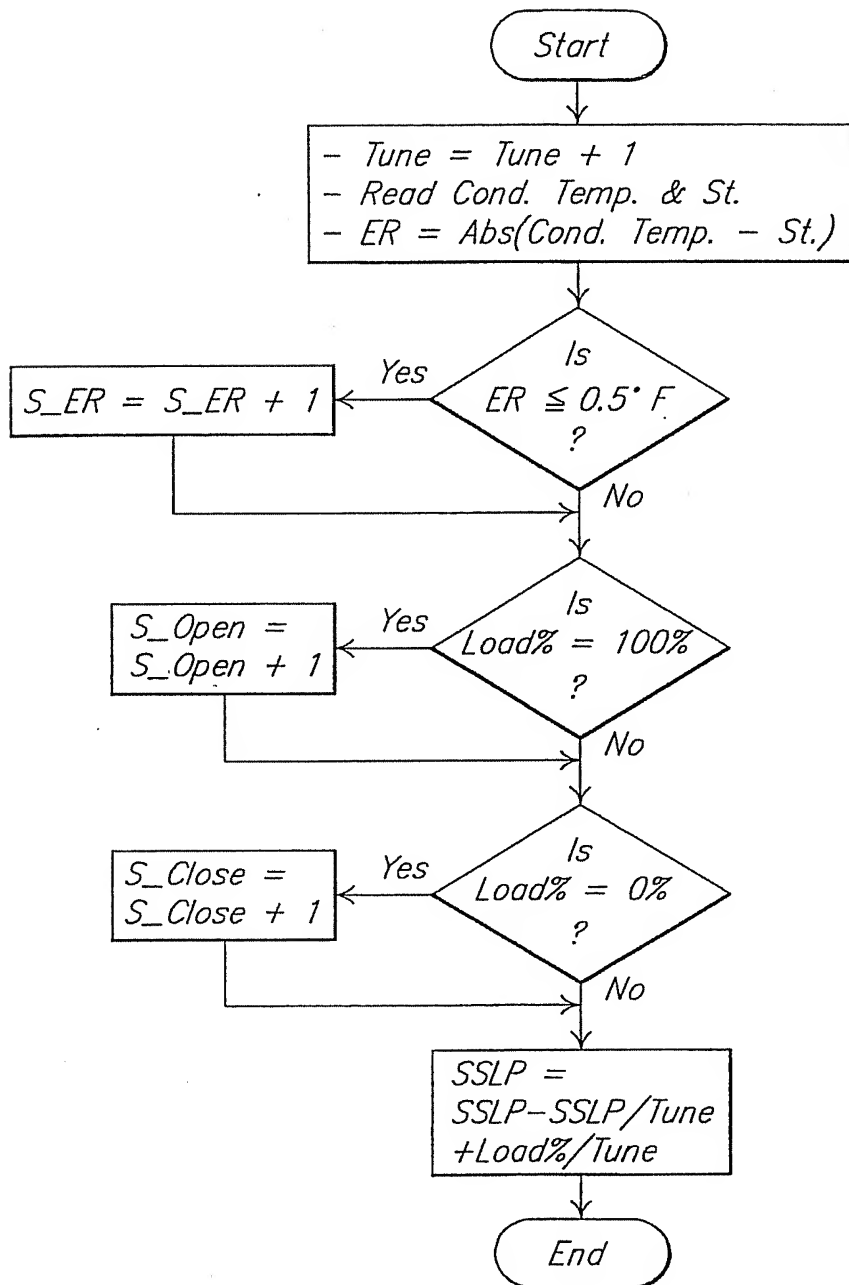 Start
- Tune = Tune + 1
- Read Cond. Temp. & St.
- ER = Abs(Cond. Temp. - St.)
Is
ER ≦ 0.5° F
?
Yes
S_ER = S_ER + 1
No
Is
Load% = 100%
?
Yes
S_Open =
S_Open + 1
No
Is
Load% = 0%
?
Yes
S_Close =
S_Close + 1
No
SSLP =
SSLP-SSLP/Tune
+Load%/Tune
End